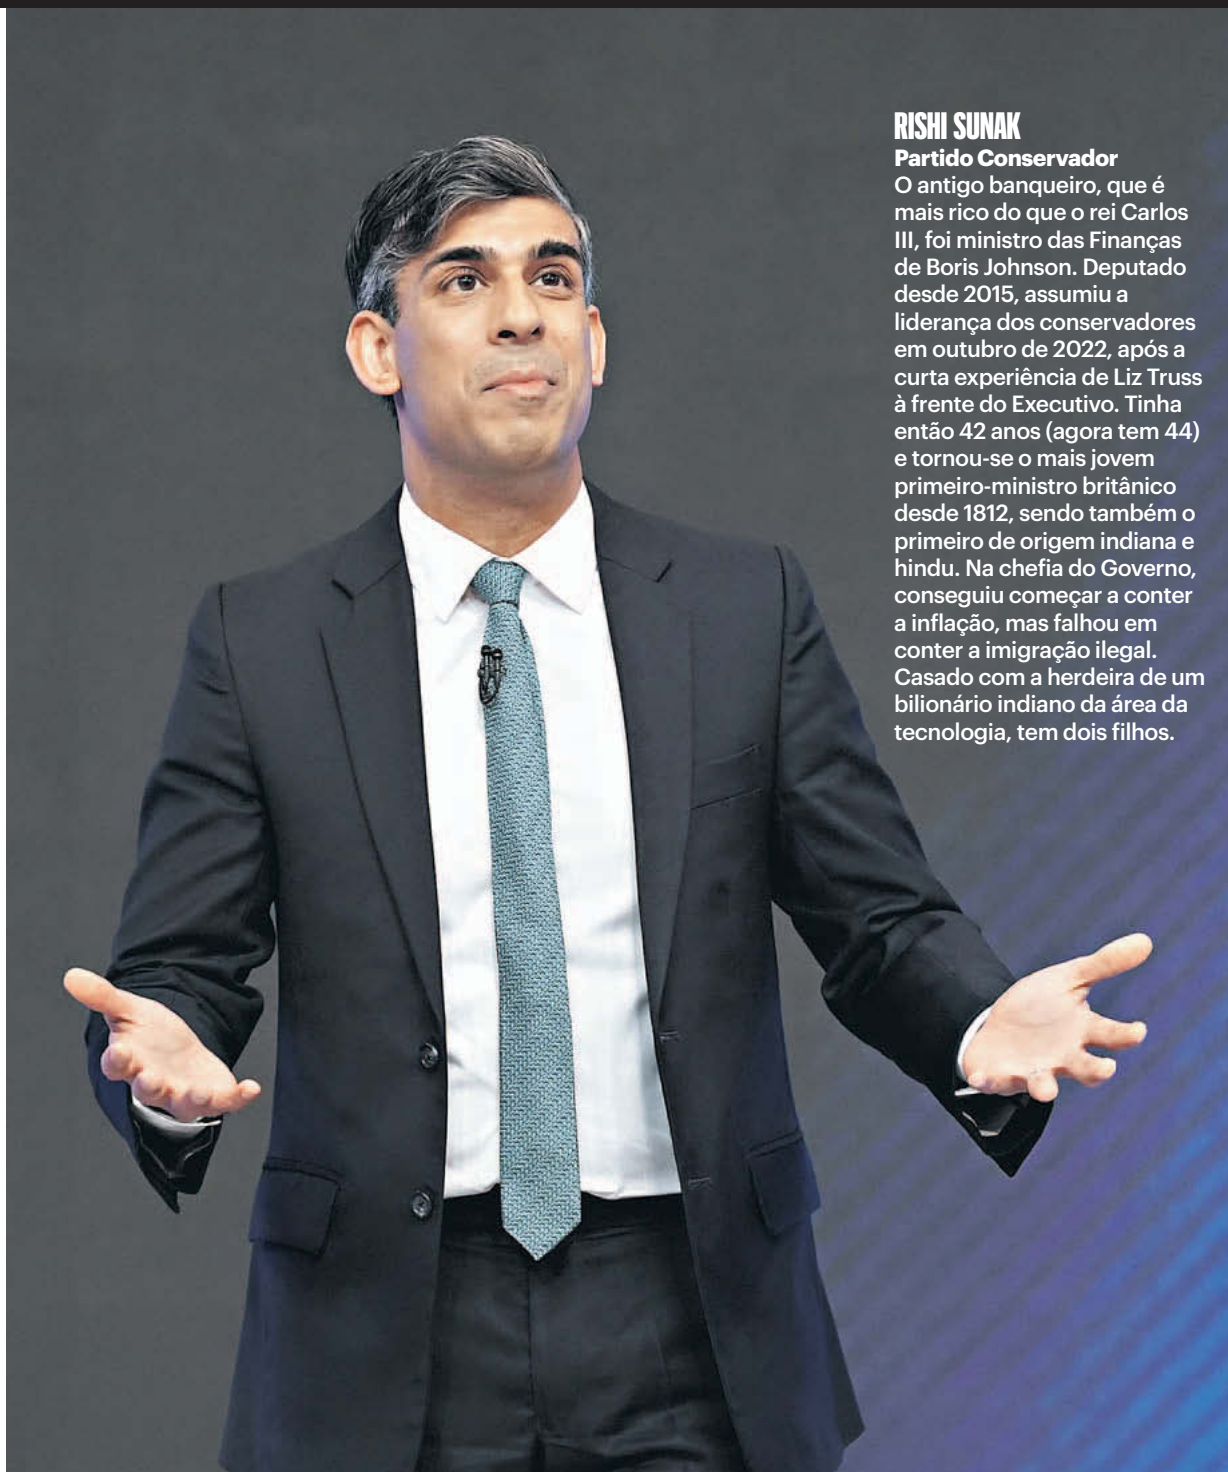 RISHI SUNAK
Partido Conservador
O antigo banqueiro, que é
mais rico do que o rei Carlos
III, foi ministro das Finanças
de Boris Johnson. Deputado
desde 2015, assumiu a
liderança dos conservadores
em outubro de 2022, após a
curta experiência de Liz Truss
à frente do Executivo. Tinha
então 42 anos (agora tem 44)
e tornou-se o mais jovem
primeiro-ministro britânico
desde 1812, sendo também o
primeiro de origem indiana e
hindu. Na chefia do Governo,
conseguiu começar a conter
a inflação, mas falhou em
conter a imigração ilegal.
Casado com a herdeira de um
bilionário indiano da área da
tecnologia, tem dois filhos.